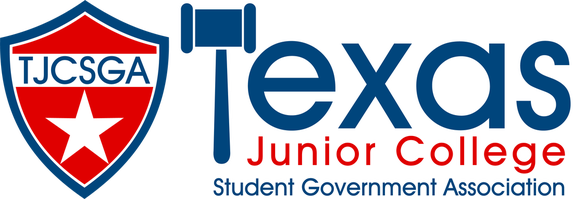 TJCSGA
Texas
Junior College
Student Government Association